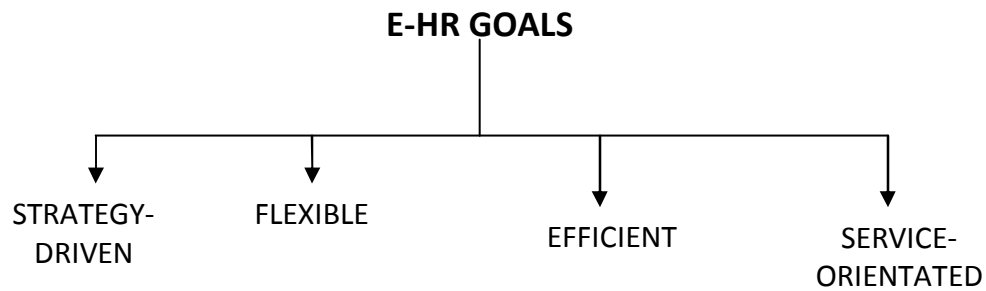 E-HR GOALS
STRATEGY-
DRIVEN
FLEXIBLE
EFFICIENT
SERVICE-
ORIENTATED